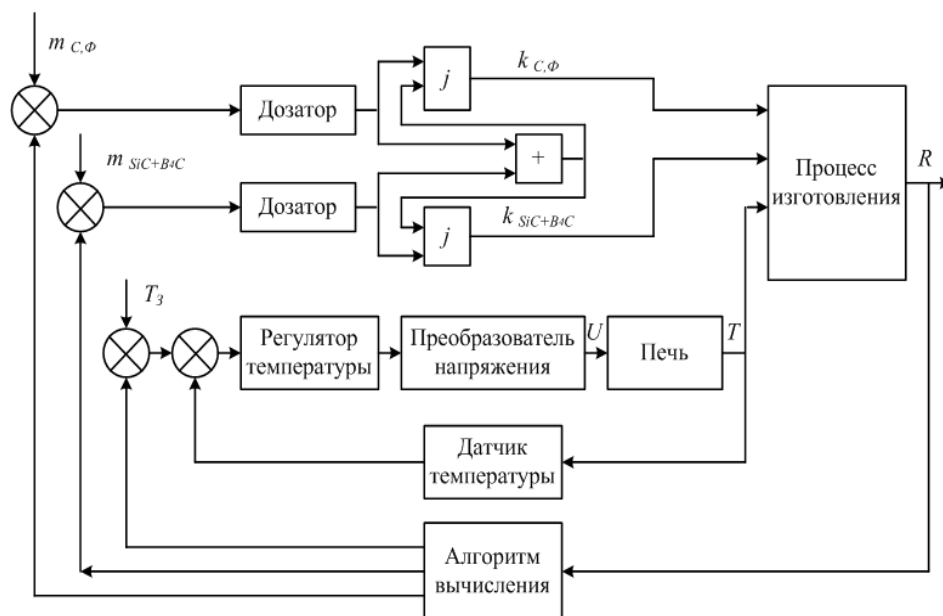 m С,Ф
Дозатор
j
k С,Ф
m SiC+B4C
+
Процесс
изготовления
R
Дозатор
j
k SiC+B4C
TЗ
Регулятор
температуры
Преобразователь
напряжения
U
Печь
T
Датчик
температуры
Алгоритм
вычисления